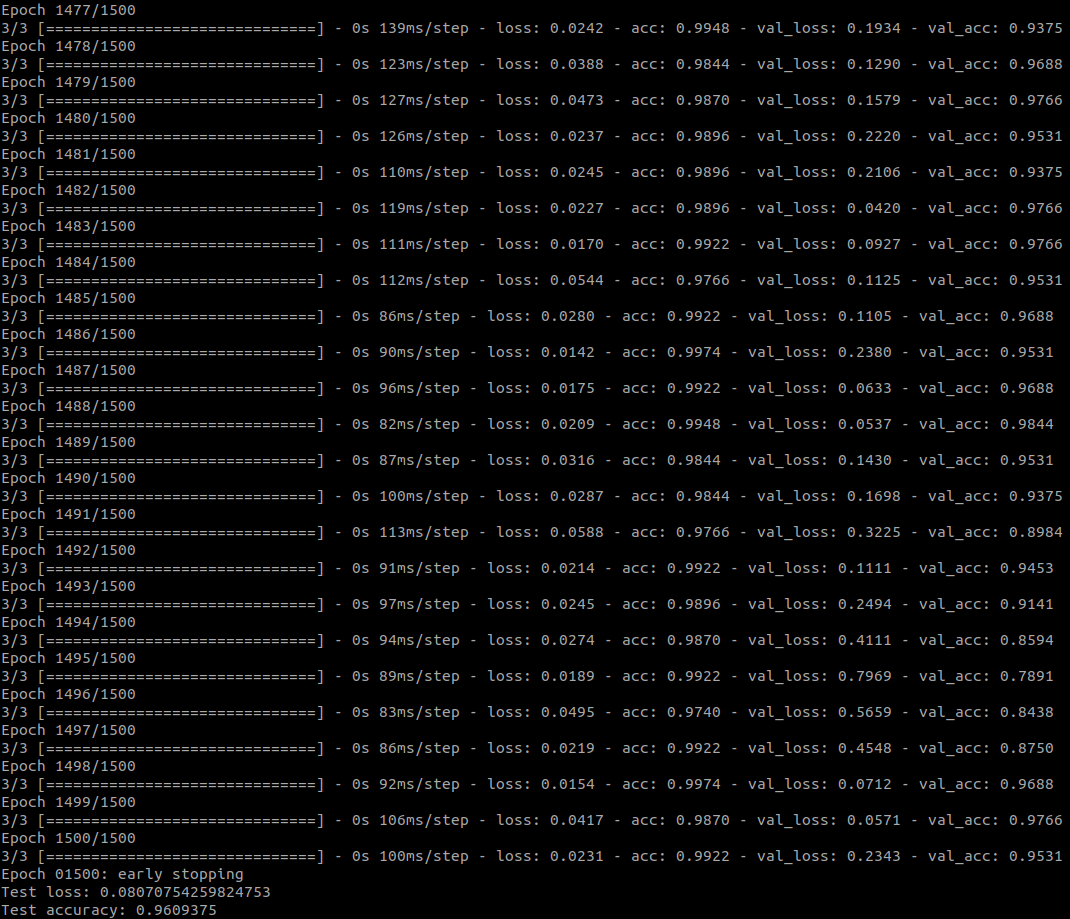 Epoch 1477/1500
3/3 [==============================] - 0s 139ms/step - loss: 0.0242 - acc: 0.9948 - val_loss: 0.1934 - val_acc: 0.9375
Epoch 1478/1500
3/3 [==============================] - 0s 123ms/step - loss: 0.0388 - acc: 0.9844 - val_loss: 0.1290 - val_acc: 0.9688
Epoch 1479/1500
3/3 [==============================] - 0s 127ms/step - loss: 0.0473 - acc: 0.9870 - val_loss: 0.1579 - val_acc: 0.9766
Epoch 1480/1500
3/3 [==============================] - 0s 126ms/step - loss: 0.0237 - acc: 0.9896 - val_loss: 0.2220 - val_acc: 0.9531
Epoch 1481/1500
3/3 [==============================] - 0s 110ms/step - loss: 0.0245 - acc: 0.9896 - val_loss: 0.2106 - val_acc: 0.9375
Epoch 1482/1500
3/3 [==============================] - 0s 119ms/step - loss: 0.0227 - acc: 0.9896 - val_loss: 0.0420 - val_acc: 0.9766
Epoch 1483/1500
3/3 [==============================] - 0s 111ms/step - loss: 0.0170 - acc: 0.9922 - val_loss: 0.0927 - val_acc: 0.9766
Epoch 1484/1500
3/3 [==============================] - 0s 112ms/step - loss: 0.0544 - acc: 0.9766 - val_loss: 0.1125 - val_acc: 0.9531
Epoch 1485/1500
3/3 [==============================] - 0s 86ms/step - loss: 0.0280 - acc: 0.9922 - val_loss: 0.1105 - val_acc: 0.9688
Epoch 1486/1500
3/3 [==============================] - 0s 90ms/step - loss: 0.0142 - acc: 0.9974 - val_loss: 0.2380 - val_acc: 0.9531
Epoch 1487/1500
3/3 [==============================] - 0s 96ms/step - loss: 0.0175 - acc: 0.9922 - val_loss: 0.0633 - val_acc: 0.9688
Epoch 1488/1500
3/3 [==============================] - 0s 82ms/step - loss: 0.0209 - acc: 0.9948 - val_loss: 0.0537 - val_acc: 0.9844
Epoch 1489/1500
3/3 [==============================] - 0s 87ms/step - loss: 0.0316 - acc: 0.9844 - val_loss: 0.1430 - val_acc: 0.9531
Epoch 1490/1500
3/3 [==============================] - 0s 100ms/step - loss: 0.0287 - acc: 0.9844 - val_loss: 0.1698 - val_acc: 0.9375
Epoch 1491/1500
3/3 [==============================] - 0s 113ms/step - loss: 0.0588 - acc: 0.9766 - val_loss: 0.3225 - val_acc: 0.8984
Epoch 1492/1500
3/3 [==============================] - 0s 91ms/step - loss: 0.0214 - acc: 0.9922 - val_loss: 0.1111 - val_acc: 0.9453
Epoch 1493/1500
3/3 [==============================] - 0s 97ms/step - loss: 0.0245 - acc: 0.9896 - val_loss: 0.2494 - val_acc: 0.9141
Epoch 1494/1500
3/3 [==============================] - 0s 94ms/step - loss: 0.0274 - acc: 0.9870 - val_loss: 0.4111 - val_acc: 0.8594
Epoch 1495/1500
3/3 [==============================] - 0s 89ms/step - loss: 0.0189 - acc: 0.9922 - val_loss: 0.7969 - val_acc: 0.7891
Epoch 1496/1500
3/3 [==============================] - 0s 83ms/step - loss: 0.0495 - acc: 0.9740 - val_loss: 0.5659 - val_acc: 0.8438
Epoch 1497/1500
3/3 [==============================] - 0s 86ms/step - loss: 0.0219 - acc: 0.9922 - val_loss: 0.4548 - val_acc: 0.8750
Epoch 1498/1500
3/3 [==============================] - 0s 92ms/step - loss: 0.0154 - acc: 0.9974 - val_loss: 0.0712 - val_acc: 0.9688
Epoch 1499/1500
3/3 [==============================] - 0s 106ms/step - loss: 0.0417 - acc: 0.9870 - val_loss: 0.0571 - val_acc: 0.9766
Epoch 1500/1500
3/3 [==============================] - 0s 100ms/step - loss: 0.0231 - acc: 0.9922 - val_loss: 0.2343 - val_acc: 0.9531
Epoch 01500: early stopping
Test loss: 0.08070754259824753
Test accuracy: 0.9609375